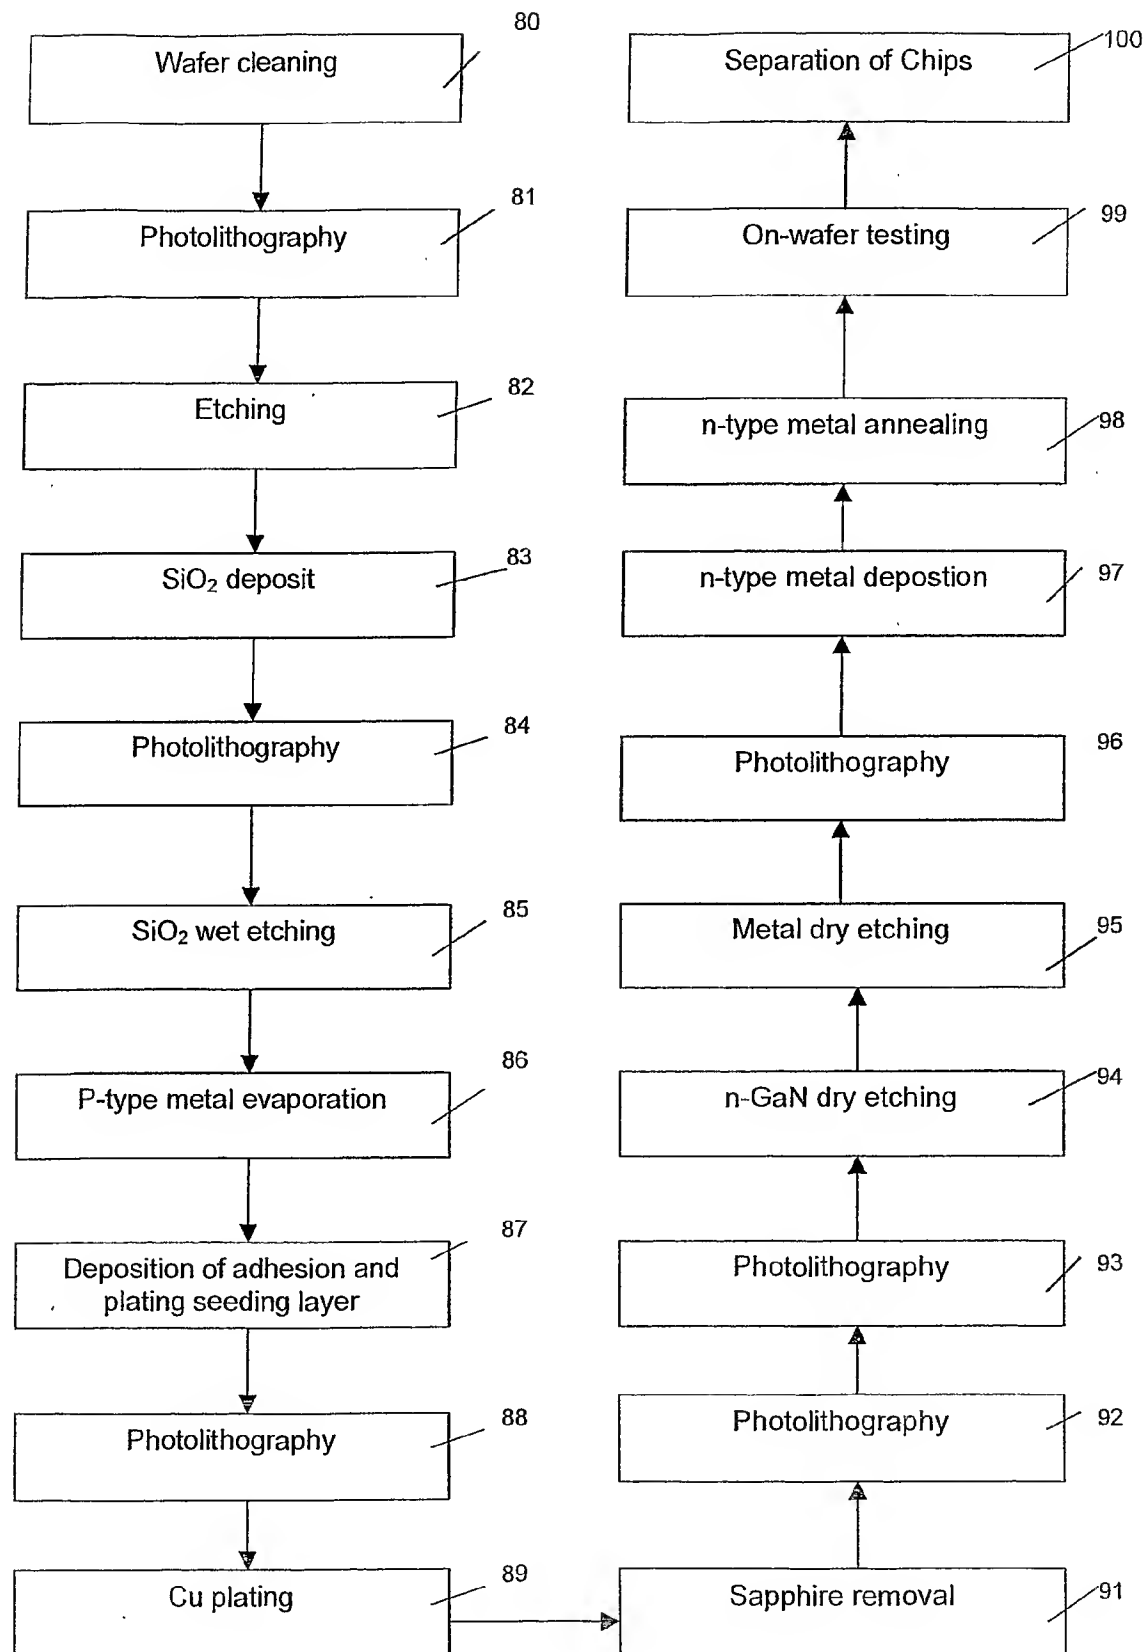 80
Wafer cleaning
81
Photolithography
82
Etching
83
SiO₂ deposit
84
Photolithography
85
SiO₂ wet etching
86
P-type metal evaporation
87
Deposition of adhesion and
plating seeding layer
88
Photolithography
89
Cu plating
100
Separation of Chips
99
On-wafer testing
98
n-type metal annealing
97
n-type metal depostion
96
Photolithography
95
Metal dry etching
94
n-GaN dry etching
93
Photolithography
92
Photolithography
91
Sapphire removal